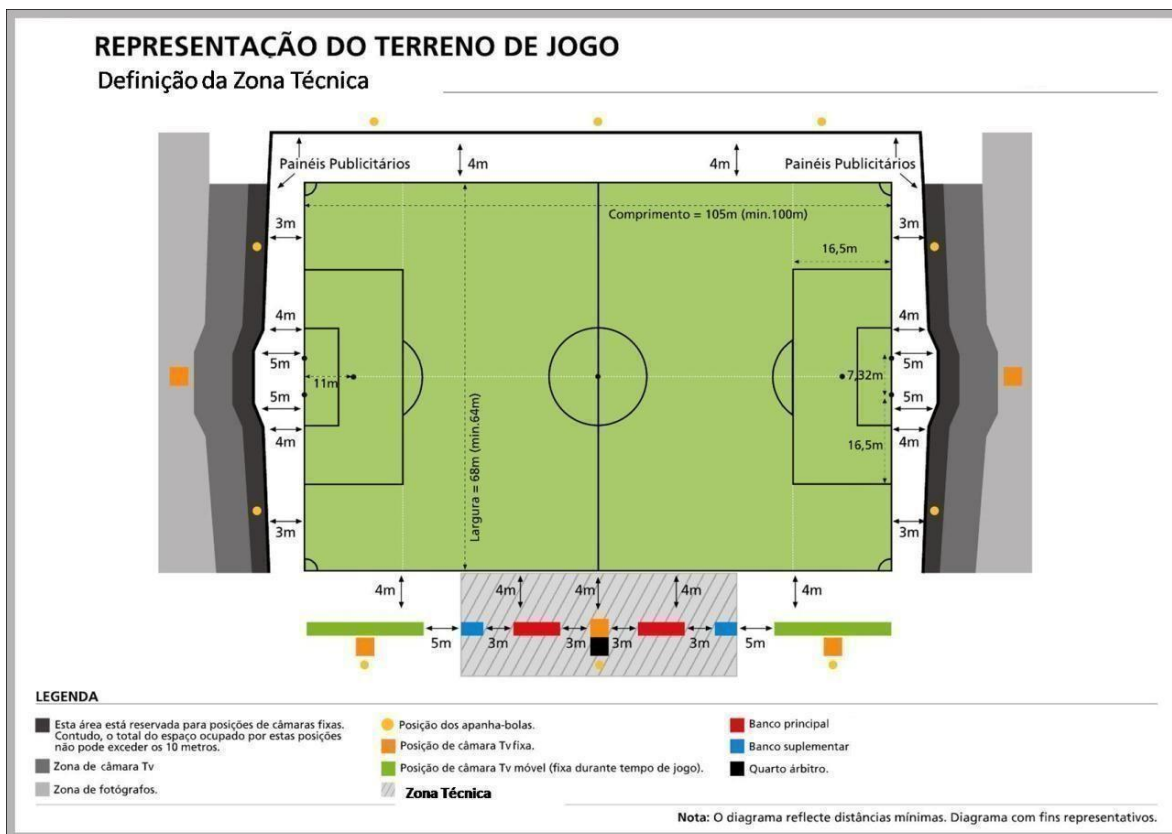 REPRESENTAÇÃO DO TERRENO DE JOGO
Definição da Zona Técnica
Painéis Publicitários
4m
4m
Painéis Publicitários
3m
Comprimento = 105m (min.100m)
3m
16,5m
4m
4m
5m
5m
11m
7,32m
5m
5m
4m
4m
16,5m
Largura = 68m (min.64m)
3m
3m
4m
4m
4m
4m
4m
5m
3m
3m
3m
3m
5m
LEGENDA
Esta área está reservada para posições de câmaras fixas.
Contudo, o total do espaço ocupado por estas posições
não pode exceder os 10 metros.
Zona de câmara Tv
Zona de fotógrafos.
Posição dos apanha-bolas.
Posição de câmara Tv fixa.
Posição de câmara Tv móvel (fixa durante tempo de jogo).
Zona Técnica
Banco principal
Banco suplementar
Quarto árbitro.
Nota: O diagrama reflecte distâncias mínimas. Diagrama com fins representativos.